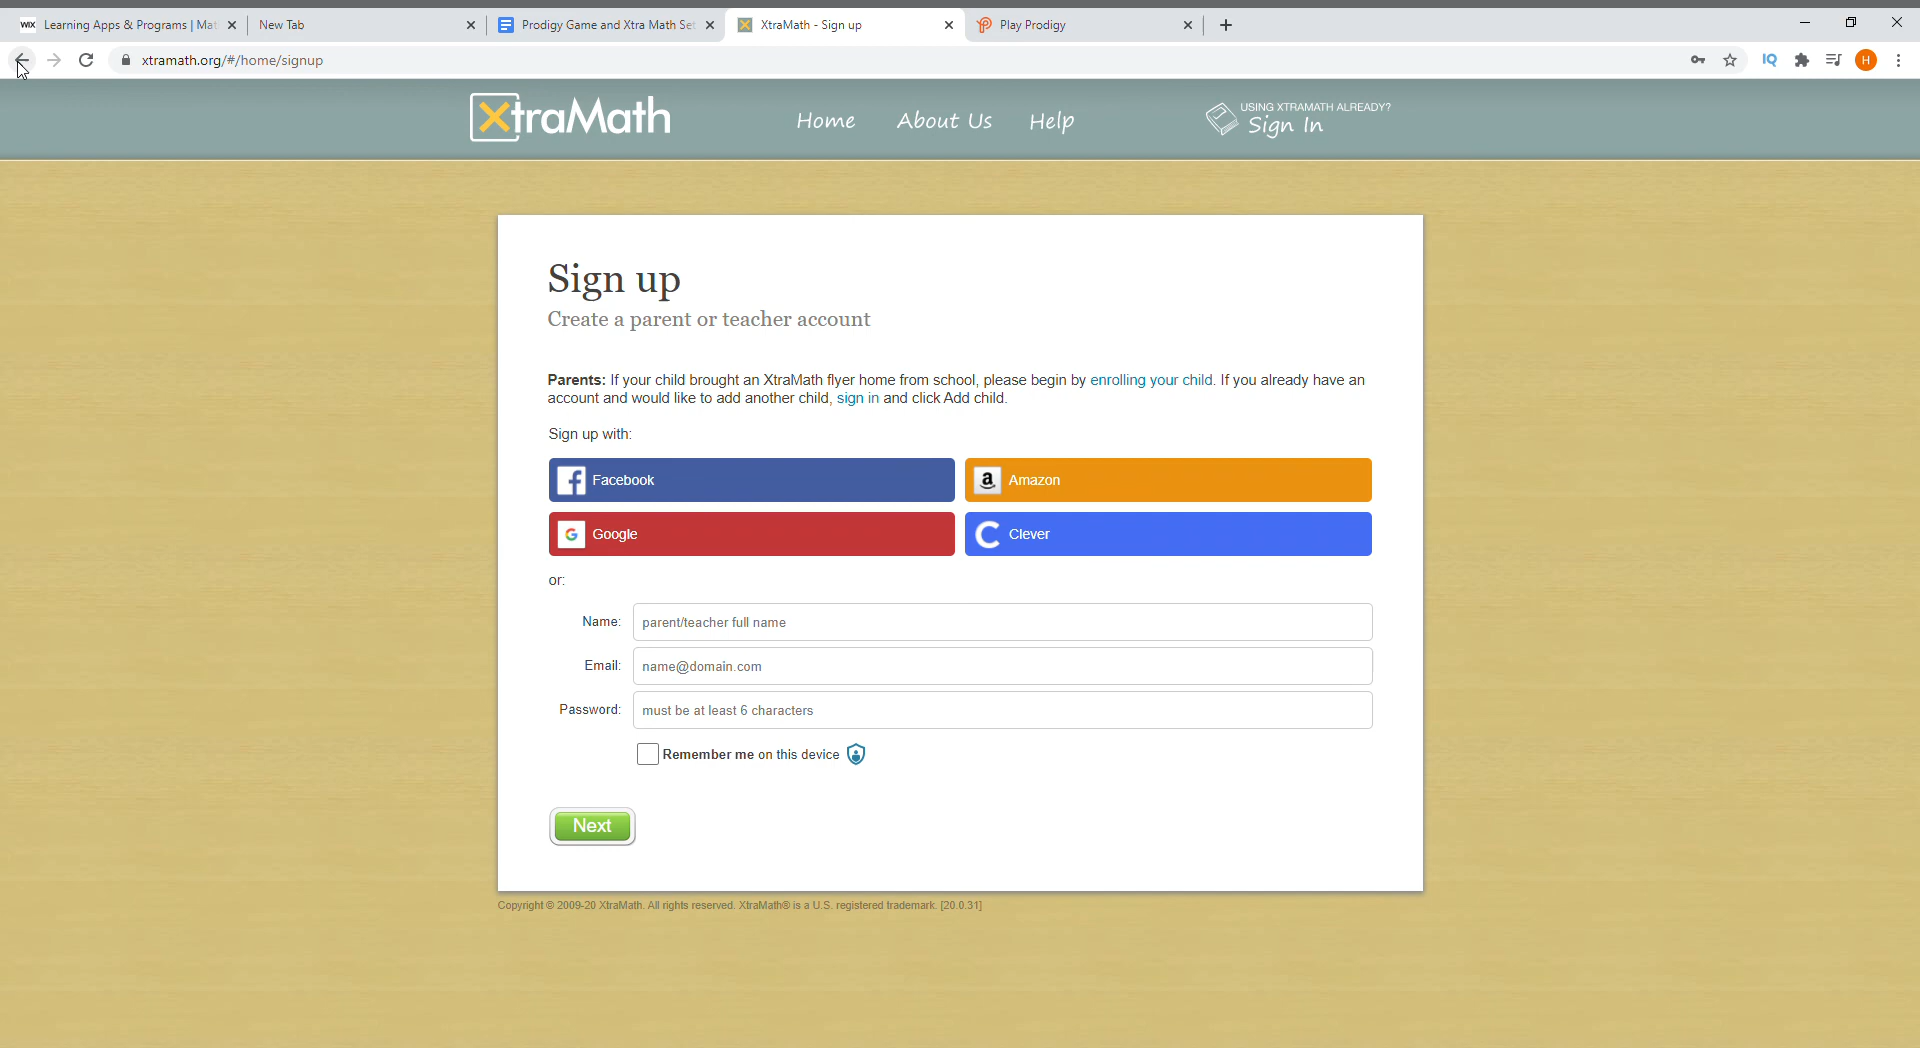 WIX Learning Apps & Programs | Mat
New Tab
Prodigy Game and Xtra Math Set
XtraMath - Sign up
Play Prodigy
xtramath.org/#/home/signup
IQ
H
XtraMath
Home
About Us
Help
USING XTRAMATH ALREADY?
Sign In
Sign up
Create a parent or teacher account
Parents: If your child brought an XtraMath flyer home from school, please begin by enrolling your child. If you already have an
account and would like to add another child, sign in and click Add child.
Sign up with:
Facebook
a Amazon
G Google
C Clever
or:
Name: parent/teacher full name
Email: name@domain.com
Password: must be at least 6 characters
Remember me on this device
Next
Copyright © 2009-20 XtraMath. All rights reserved. XtraMath® is a U.S. registered trademark. [20.0.31]